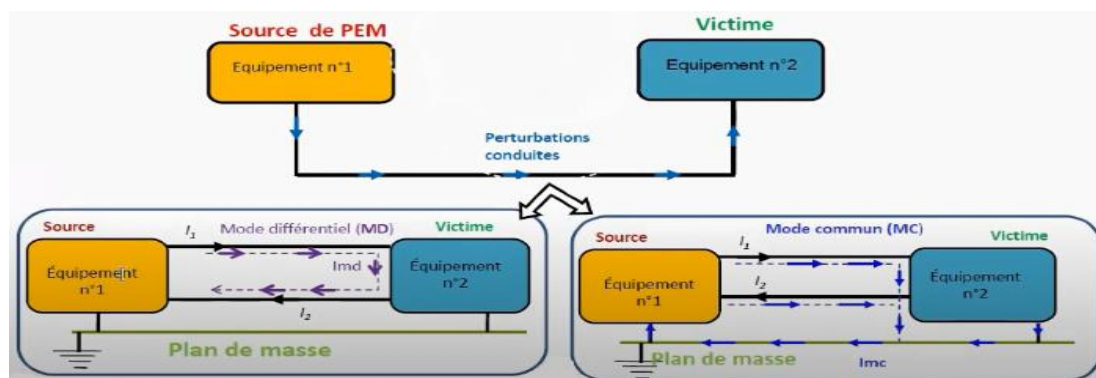 Source de PEM
Victime
Equipement n°1
Equipement n°2
Perturbations
conduites
Source
I1
Mode différentiel (MD)
Victime
Équipement
n°1
Imd
Équipement
n°2
I2
Plan de masse
Source
I1
Mode commun (MC)
Victime
Équipement
n°1
I2
Équipement
n°2
Plan de masse
Imc